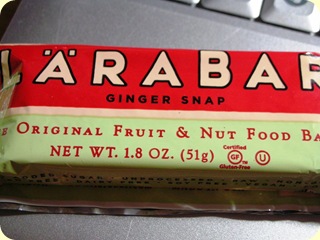 LÄRABAR
GINGER SNAP
ORIGINAL FRUIT & NUT FOOD BA
NET WT. 1.8 OZ. (51g)
Certified
GF
Gluten-Free
U